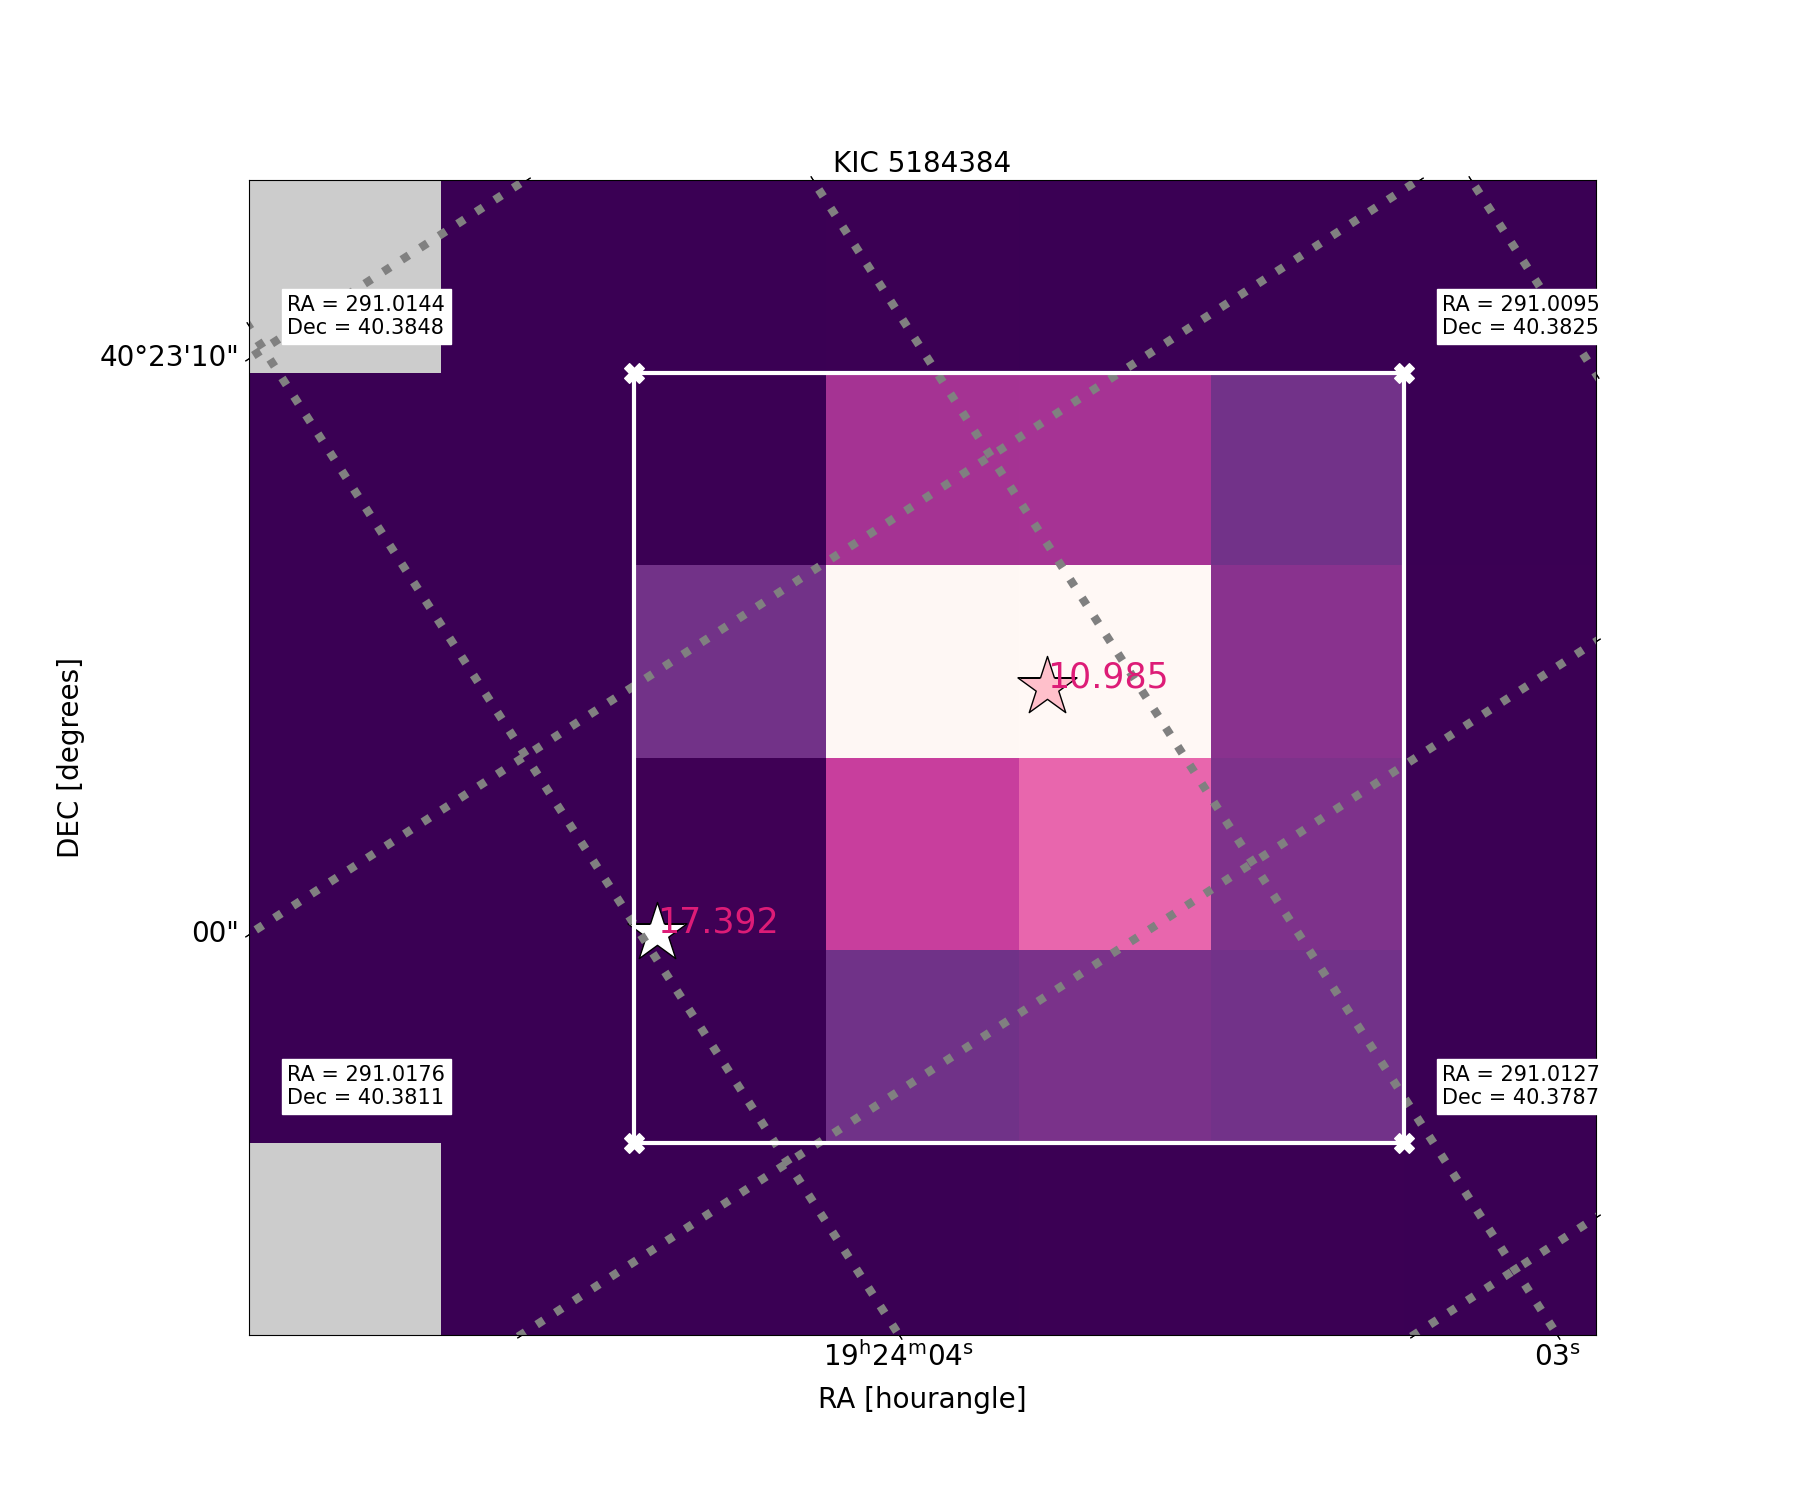 KIC 5184384
RA = 291.0144
Dec = 40.3848
RA = 291.0095
Dec = 40.3825
40°23'10"
10.985
17.392
00"
DEC [degrees]
RA = 291.0176
Dec = 40.3811
RA = 291.0127
Dec = 40.3787
19ʰ24ᵐ04ˢ
03ˢ
RA [hourangle]